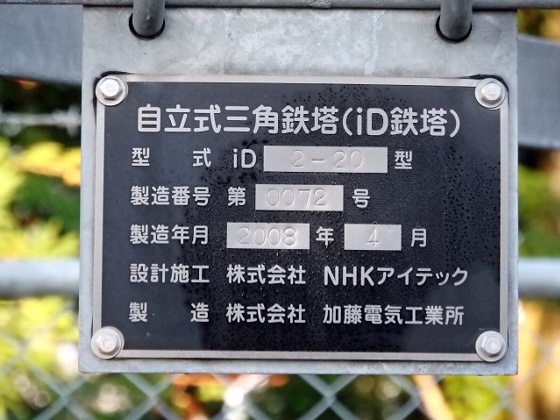 自立式三角鉄塔(iD鉄塔)
型 式 iD 2-20 型
製造番号 第 0072 号
製造年月 2008 年 4 月
設計施工 株式会社 NHKアイテック
製 造 株式会社 加藤電気工業所